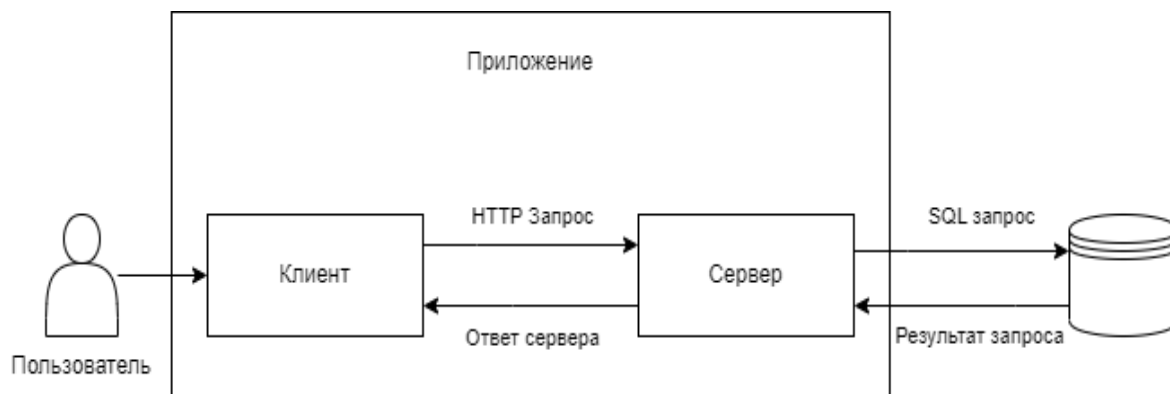 Приложение
HTTP Запрос
SQL запрос
Клиент
Сервер
Ответ сервера
Результат запроса
Пользователь